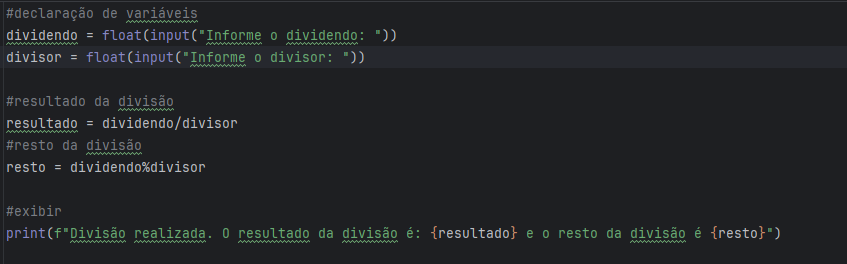 #declaração de variáveis
dividendo = float(input("Informe o dividendo: "))
divisor = float(input("Informe o divisor: "))
#resultado da divisão
resultado = dividendo/divisor
#resto da divisão
resto = dividendo%divisor
#exibir
print(f"Divisão realizada. O resultado da divisão é: {resultado} e o resto da divisão é {resto}")